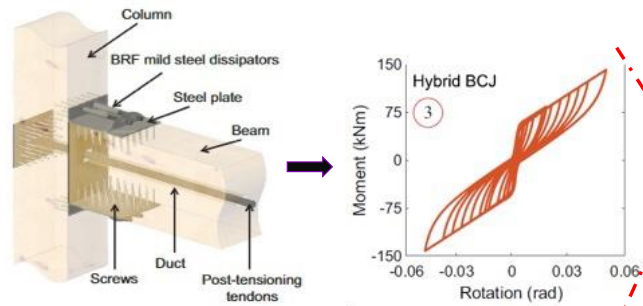 Column
BRF mild steel dissipators
Steel plate
Beam
Screws
Duct
Post-tensioning
tendons
Hybrid BCJ
3
Moment (kNm)
150
75
0
-75
-150
-0.06
-0.03
0
0.03
0.06
Rotation (rad)